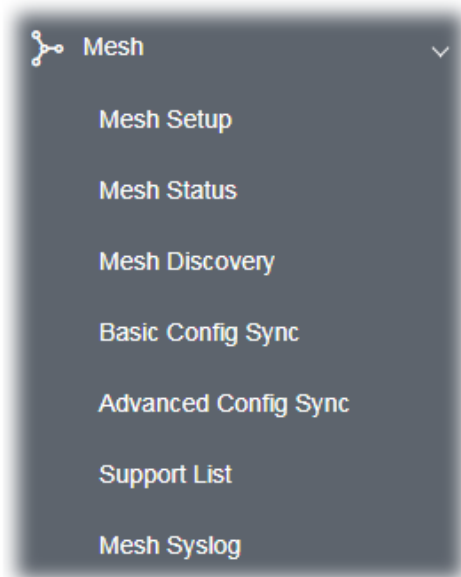 Mesh
Mesh Setup
Mesh Status
Mesh Discovery
Basic Config Sync
Advanced Config Sync
Support List
Mesh Syslog